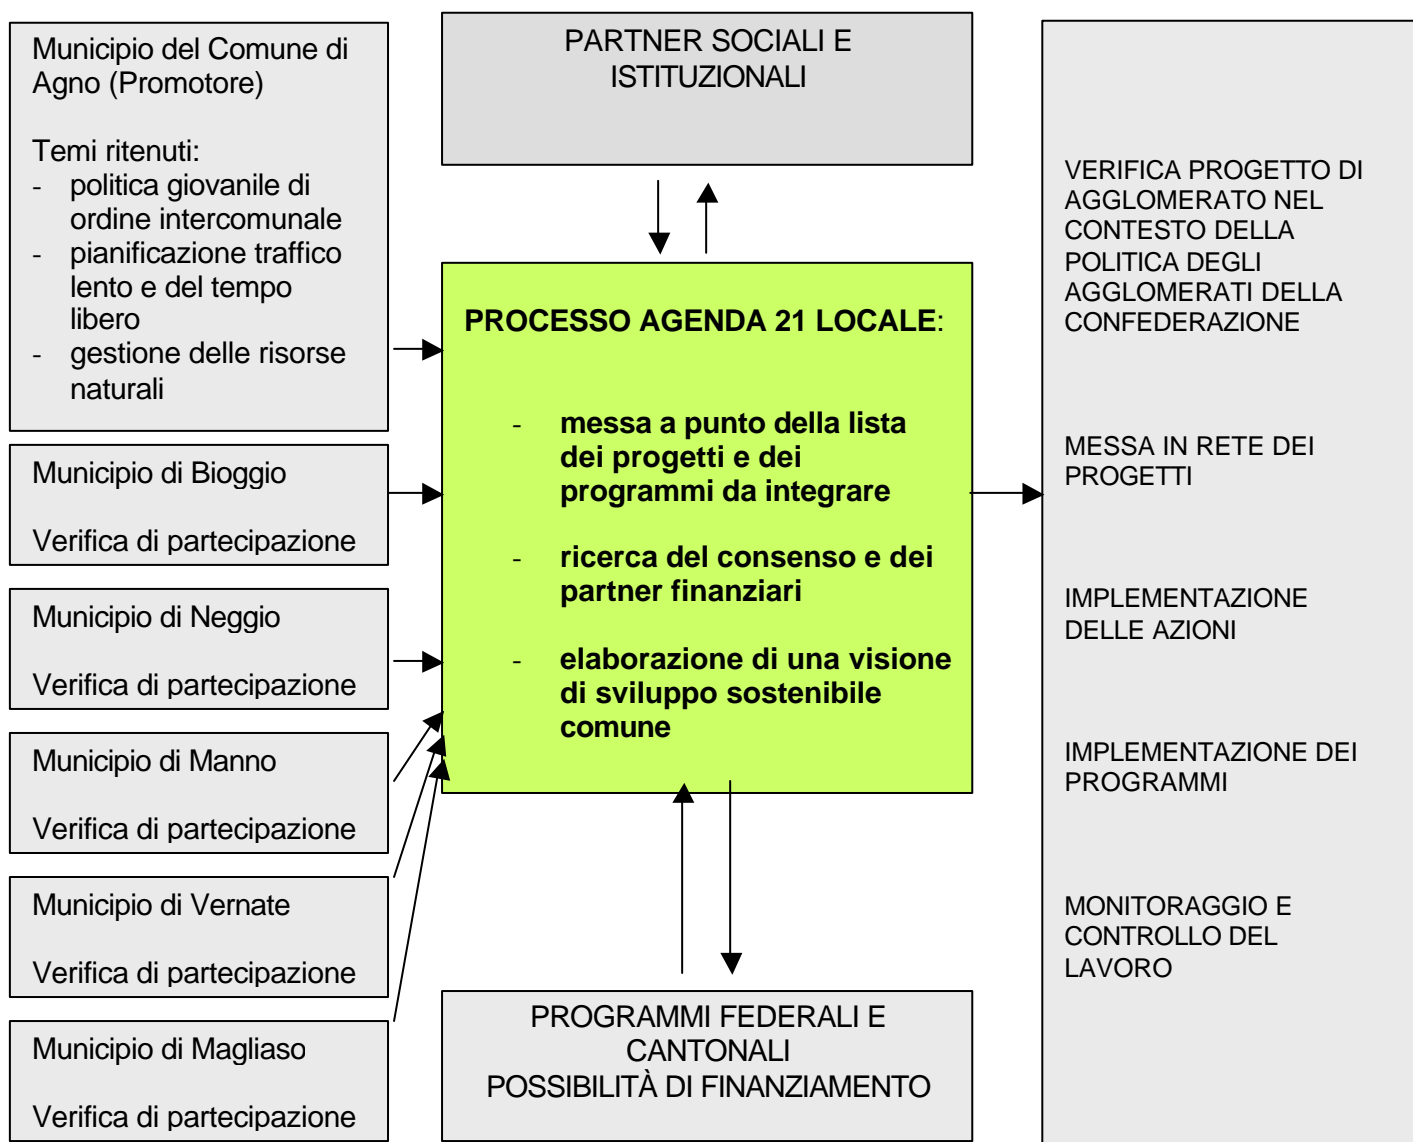 Municipio del Comune di
Agno (Promotore)
Temi ritenuti:
- politica giovanile di
ordine intercomunale
- pianificazione traffico
lento e del tempo
libero
- gestione delle risorse
naturali
Municipio di Bioggio
Verifica di partecipazione
Municipio di Neggio
Verifica di partecipazione
Municipio di Manno
Verifica di partecipazione
Municipio di Vernate
Verifica di partecipazione
Municipio di Magliaso
Verifica di partecipazione
PARTNER SOCIALI E
ISTITUZIONALI
PROCESSO AGENDA 21 LOCALE:
- messa a punto della lista
dei progetti e dei
programmi da integrare
- ricerca del consenso e dei
partner finanziari
- elaborazione di una visione
di sviluppo sostenibile
comune
PROGRAMMI FEDERALI E
CANTONALI
POSSIBILITÀ DI FINANZIAMENTO
VERIFICA PROGETTO DI
AGGLOMERATO NEL
CONTESTO DELLA
POLITICA DEGLI
AGGLOMERATI DELLA
CONFEDERAZIONE
MESSA IN RETE DEI
PROGETTI
IMPLEMENTAZIONE
DELLE AZIONI
IMPLEMENTAZIONE DEI
PROGRAMMI
MONITORAGGIO E
CONTROLLO DEL
LAVORO